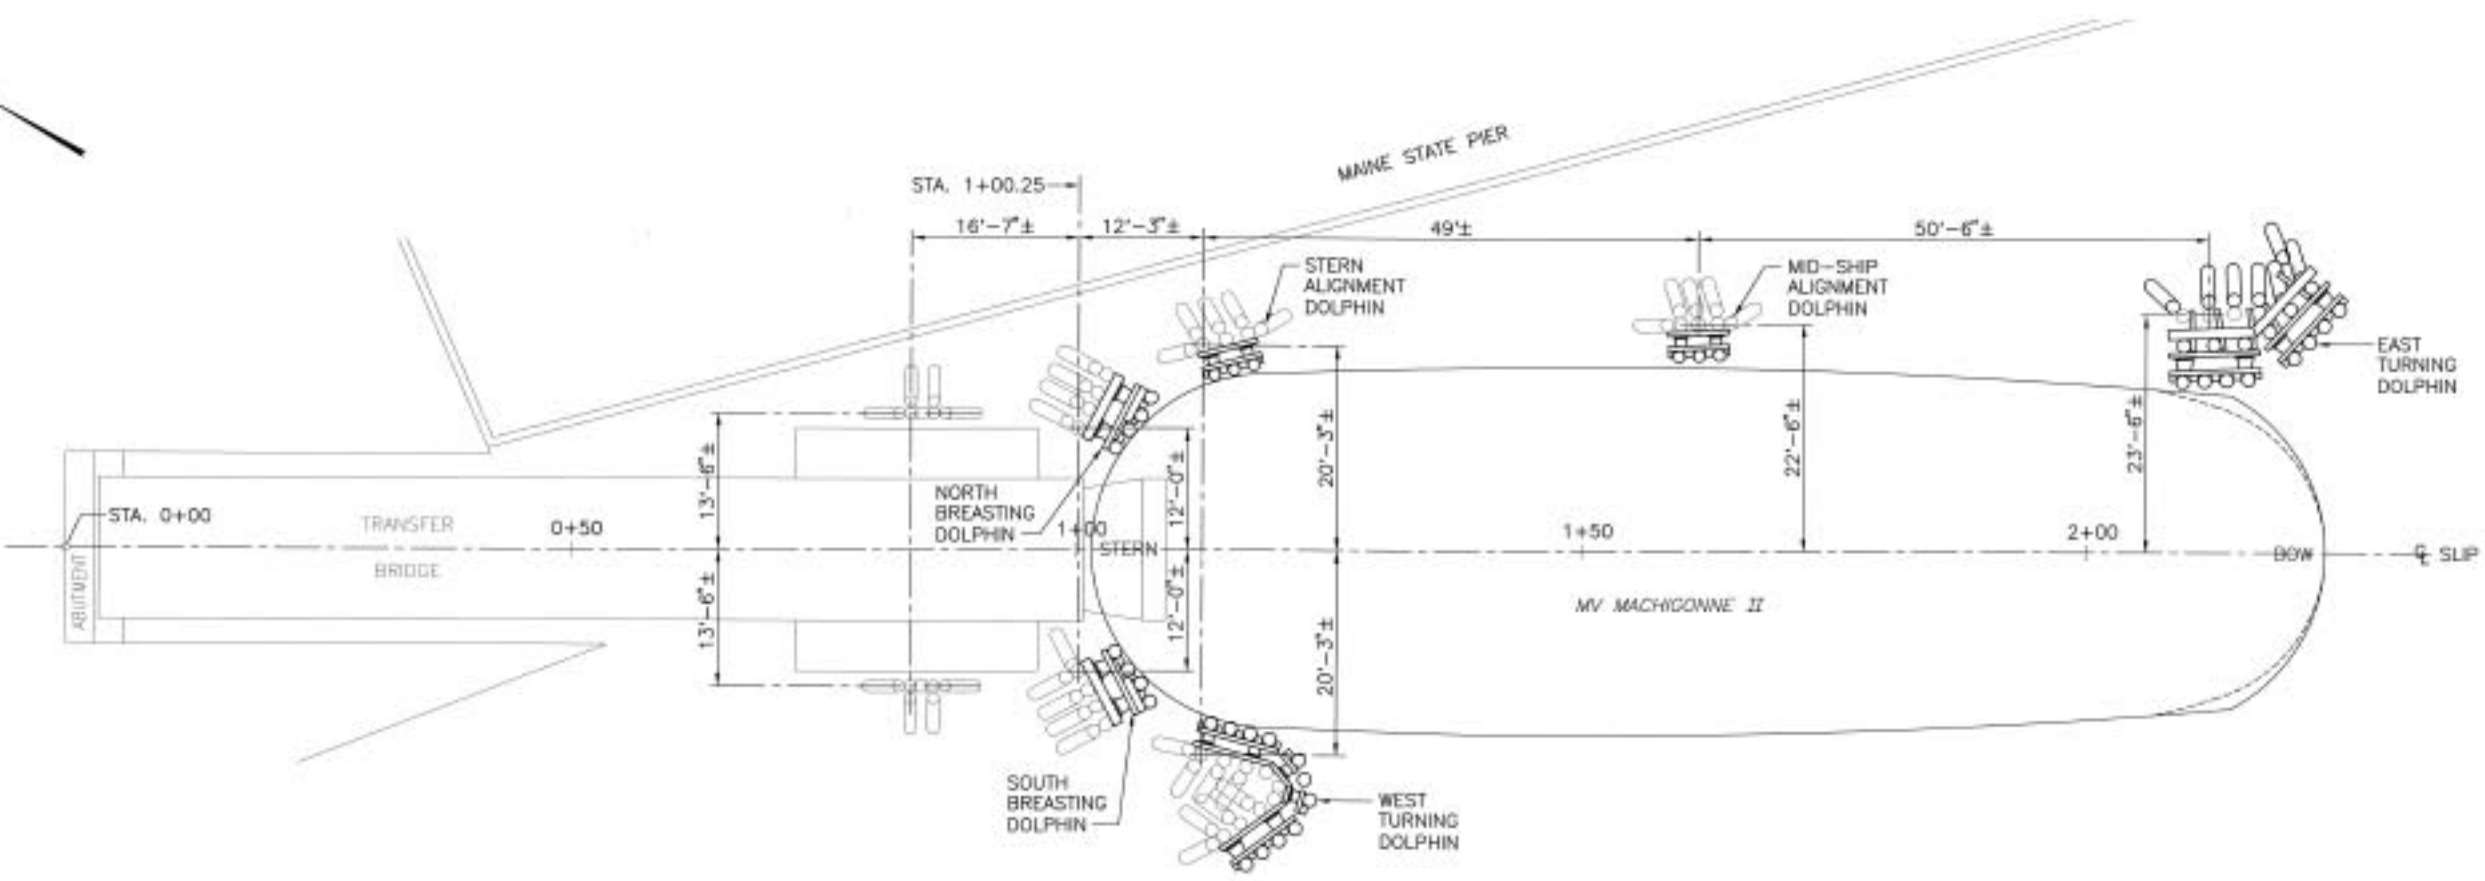 MAINE STATE PIER
STA. 1+00.25
16'-7"±
12'-3"±
49'±
50'-6"±
STERN
ALIGNMENT
DOLPHIN
MID-SHIP
ALIGNMENT
DOLPHIN
EAST
TURNING
DOLPHIN
13'-6"±
12'-0"±
20'-3"±
22'-6"±
23'-6"±
NORTH
BREASTING
DOLPHIN
STA. 0+00
TRANSFER
BRIDGE
0+50
1+00
STERN
1+50
2+00
BOW
℄ SLIP
ABUTMENT
MV MACHIGONNE II
13'-6"±
12'-0"±
20'-3"±
SOUTH
BREASTING
DOLPHIN
WEST
TURNING
DOLPHIN